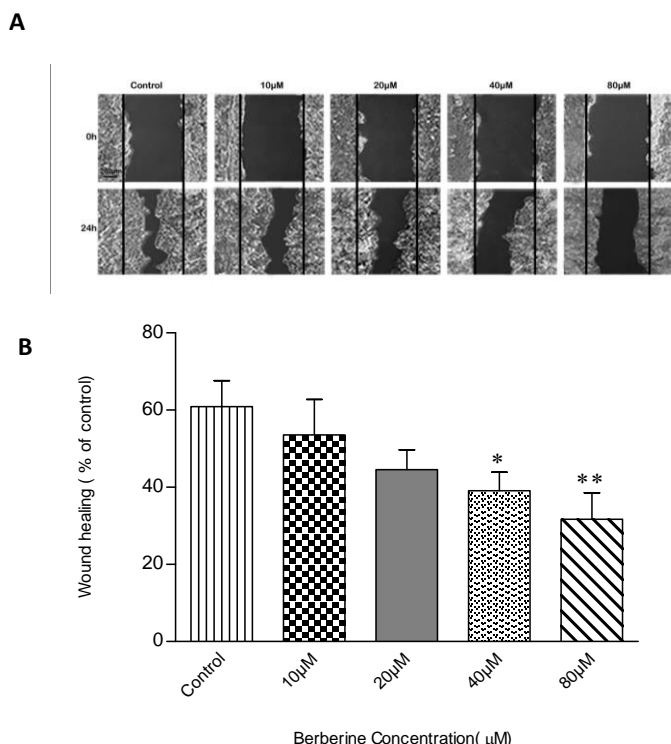 A
Control 10µM 20µM 40µM 80µM
0h
24h
B
Wound healing ( % of control)
80
60
40
20
0
*
**
Control 10µM 20µM 40µM 80µM
Berberine Concentration( µM)